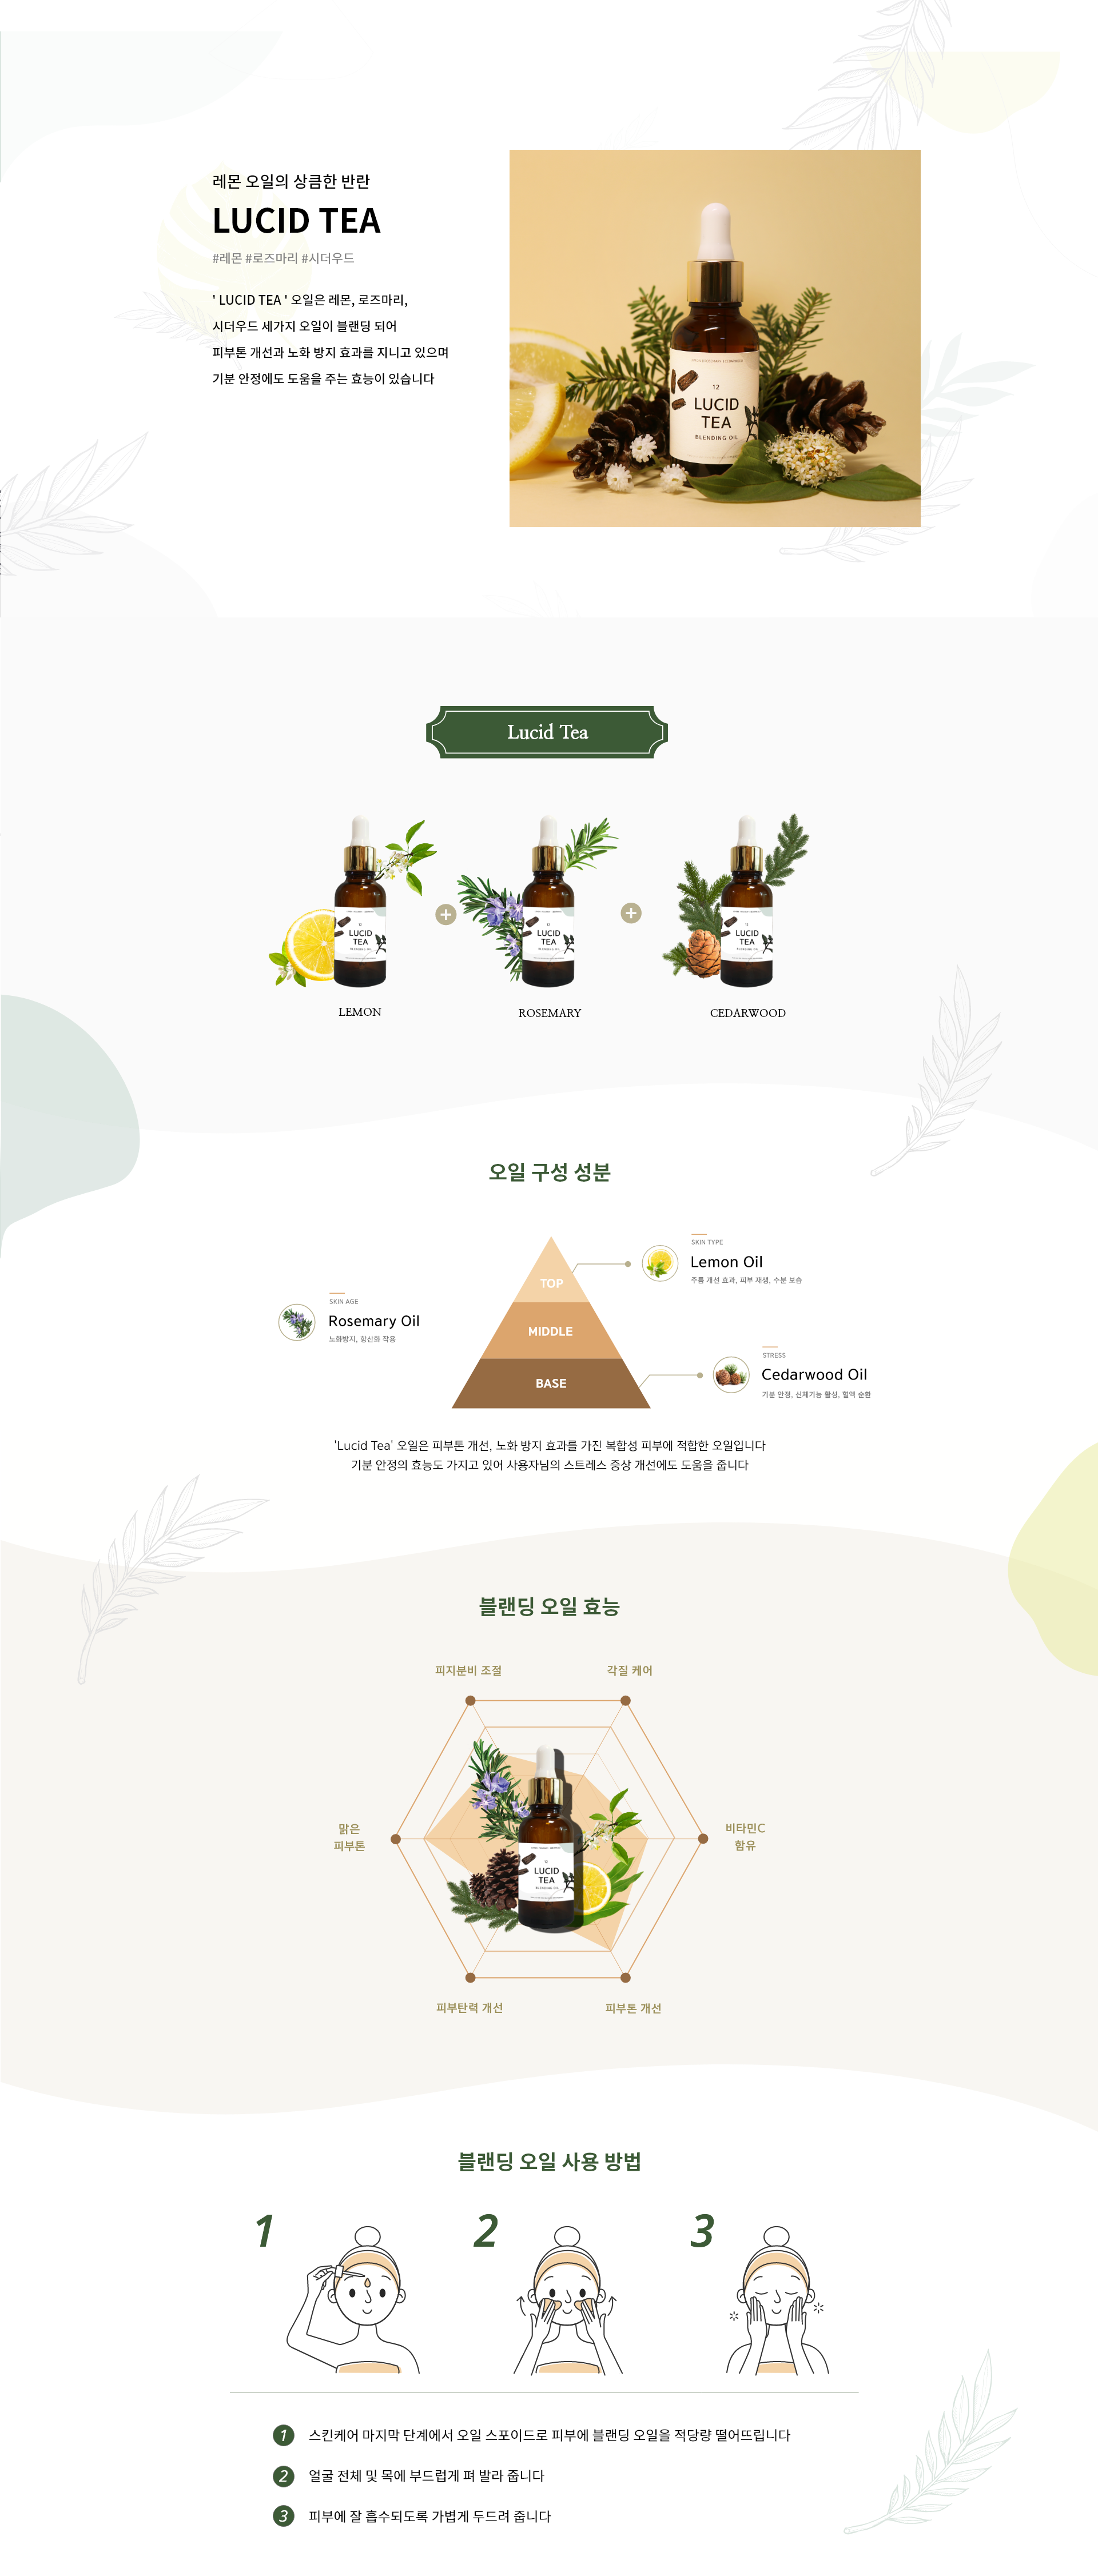 레몬 오일의 상큼한 반란
LUCID TEA
#레몬 #로즈마리 #시더우드
' LUCID TEA ' 오일은 레몬, 로즈마리,
시더우드 세가지 오일이 블랜딩 되어
피부톤 개선과 노화 방지 효과를 지니고 있으며
기분 안정에도 도움을 주는 효능이 있습니다
12
LUCID
TEA
BLENDING OIL
Lucid Tea
12
LUCID
TEA
BLENDING OIL
LEMON
12
LUCID
TEA
BLENDING OIL
ROSEMARY
12
LUCID
TEA
BLENDING OIL
CEDARWOOD
오일 구성 성분
TOP
MIDDLE
BASE
SKIN TYPE
Lemon Oil
주름 개선 효과, 피부 재생, 수분 보습
SKIN AGE
Rosemary Oil
노화방지, 항산화 작용
STRESS
Cedarwood Oil
기분 안정, 신체기능 활성, 혈액 순환
'Lucid Tea' 오일은 피부톤 개선, 노화 방지 효과를 가진 복합성 피부에 적합한 오일입니다
기분 안정의 효능도 가지고 있어 사용자님의 스트레스 증상 개선에도 도움을 줍니다
블랜딩 오일 효능
피지분비 조절
각질 케어
맑은
피부톤
비타민C
함유
12
LUCID
TEA
BLENDING OIL
피부탄력 개선
피부톤 개선
블랜딩 오일 사용 방법
1
2
3
1 스킨케어 마지막 단계에서 오일 스포이드로 피부에 블랜딩 오일을 적당량 떨어뜨립니다
2 얼굴 전체 및 목에 부드럽게 펴 발라 줍니다
3 피부에 잘 흡수되도록 가볍게 두드려 줍니다